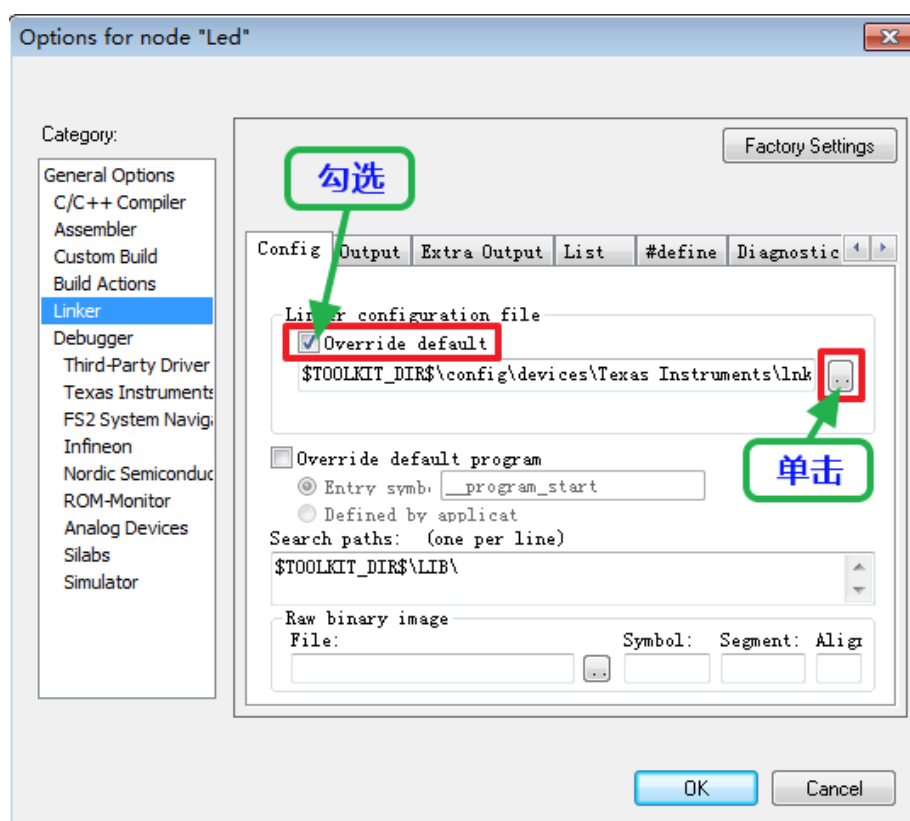 Options for node "Led"
Category:
Factory Settings
General Options
C/C++ Compiler
Assembler
Custom Build
Build Actions
Linker
Debugger
Third-Party Driver
Texas Instruments
FS2 System Navig
Infineon
Nordic Semiconduc
ROM-Monitor
Analog Devices
Silabs
Simulator
勾选
Config Output Extra Output List #define Diagnostic
Linker configuration file
Override default
$TOOLKIT_DIR$\config\devices\Texas Instruments\lnk
..
单击
Override default program
Entry symb
__program_start
Defined by applicat
Search paths: (one per line)
$TOOLKIT_DIR$\LIB\
Raw binary image
File: Symbol: Segment: Align
..
OK Cancel